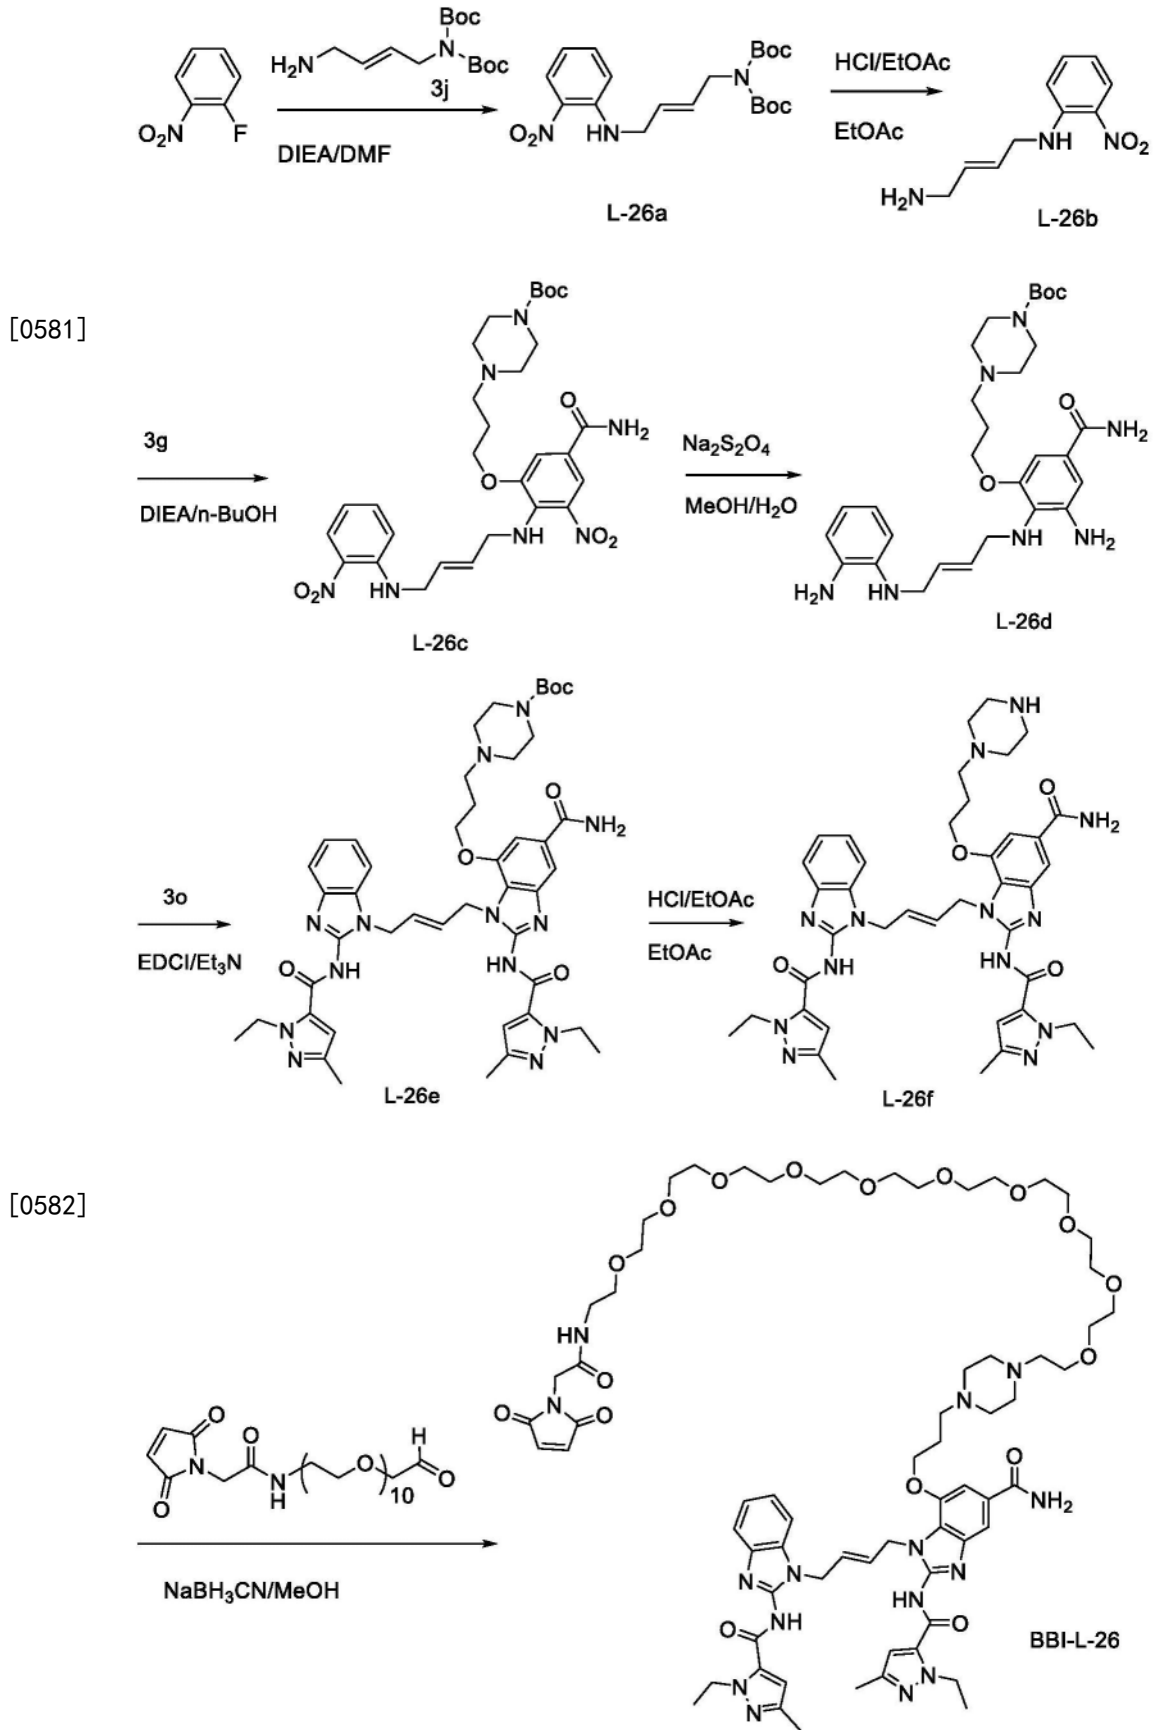 Boc
H2N N
Boc
3j
NO2 F
DIEA/DMF
NO2 HN N
Boc
Boc
L-26a
HCl/EtOAc
EtOAc
NH NO2
H2N
L-26b
[0581]
3g
DIEA/n-BuOH
Boc
N
N
O
O NH2
NH NO2
O2N HN
L-26c
Na2S2O4
MeOH/H2O
Boc
N
N
O
O NH2
NH NH2
H2N HN
L-26d
3o
EDCI/Et3N
Boc
N
N
O
O NH2
N N N N
NH HN
O O
N N
N N
L-26e
HCl/EtOAc
EtOAc
NH
N
O
O NH2
N N N N
NH HN
O O
N N
N N
L-26f
[0582]
O O O O O O O O O O
HN
O
N
O O
N
N
O
O
N
O
O
N
H
O
10
H
O
NaBH3CN/MeOH
O
O NH2
N N N N
NH HN
O O
N N
N N
BBI-L-26